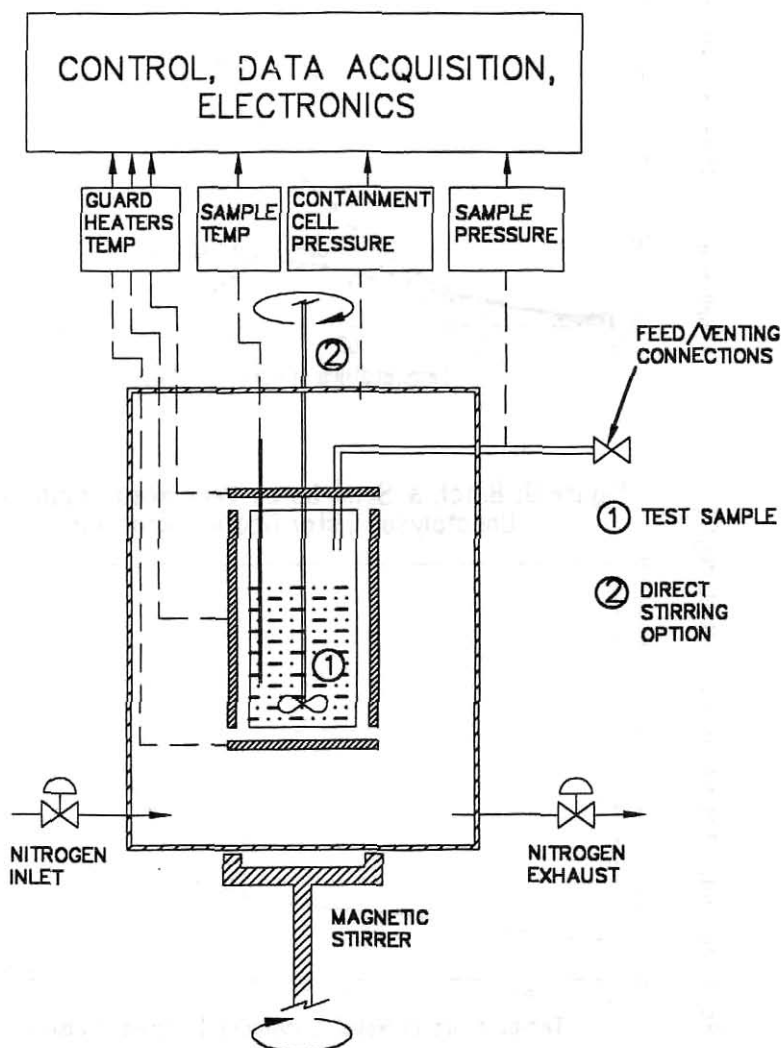 CONTROL, DATA ACQUISITION,
ELECTRONICS
GUARD
HEATERS
TEMP
SAMPLE
TEMP
CONTAINMENT
CELL
PRESSURE
SAMPLE
PRESSURE
②
FEED/VENTING
CONNECTIONS
① TEST SAMPLE
② DIRECT
STIRRING
OPTION
①
NITROGEN
INLET
NITROGEN
EXHAUST
MAGNETIC
STIRRER